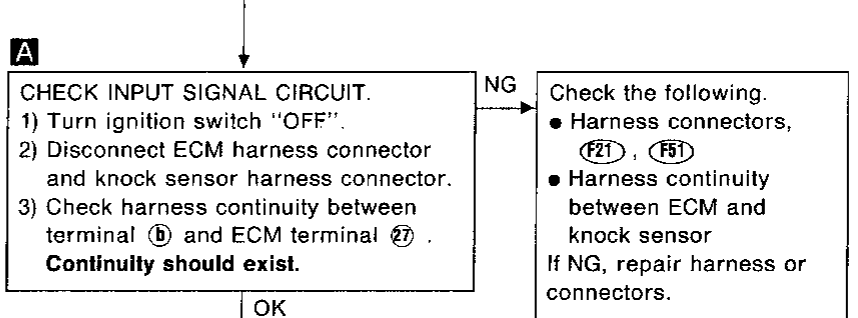 A
CHECK INPUT SIGNAL CIRCUIT.
1) Turn ignition switch "OFF".
2) Disconnect ECM harness connector
and knock sensor harness connector.
3) Check harness continuity between
terminal ⓑ and ECM terminal ㉗ .
Continuity should exist.
OK
NG
Check the following.
● Harness connectors,
F21 , F51
● Harness continuity
between ECM and
knock sensor
If NG, repair harness or
connectors.